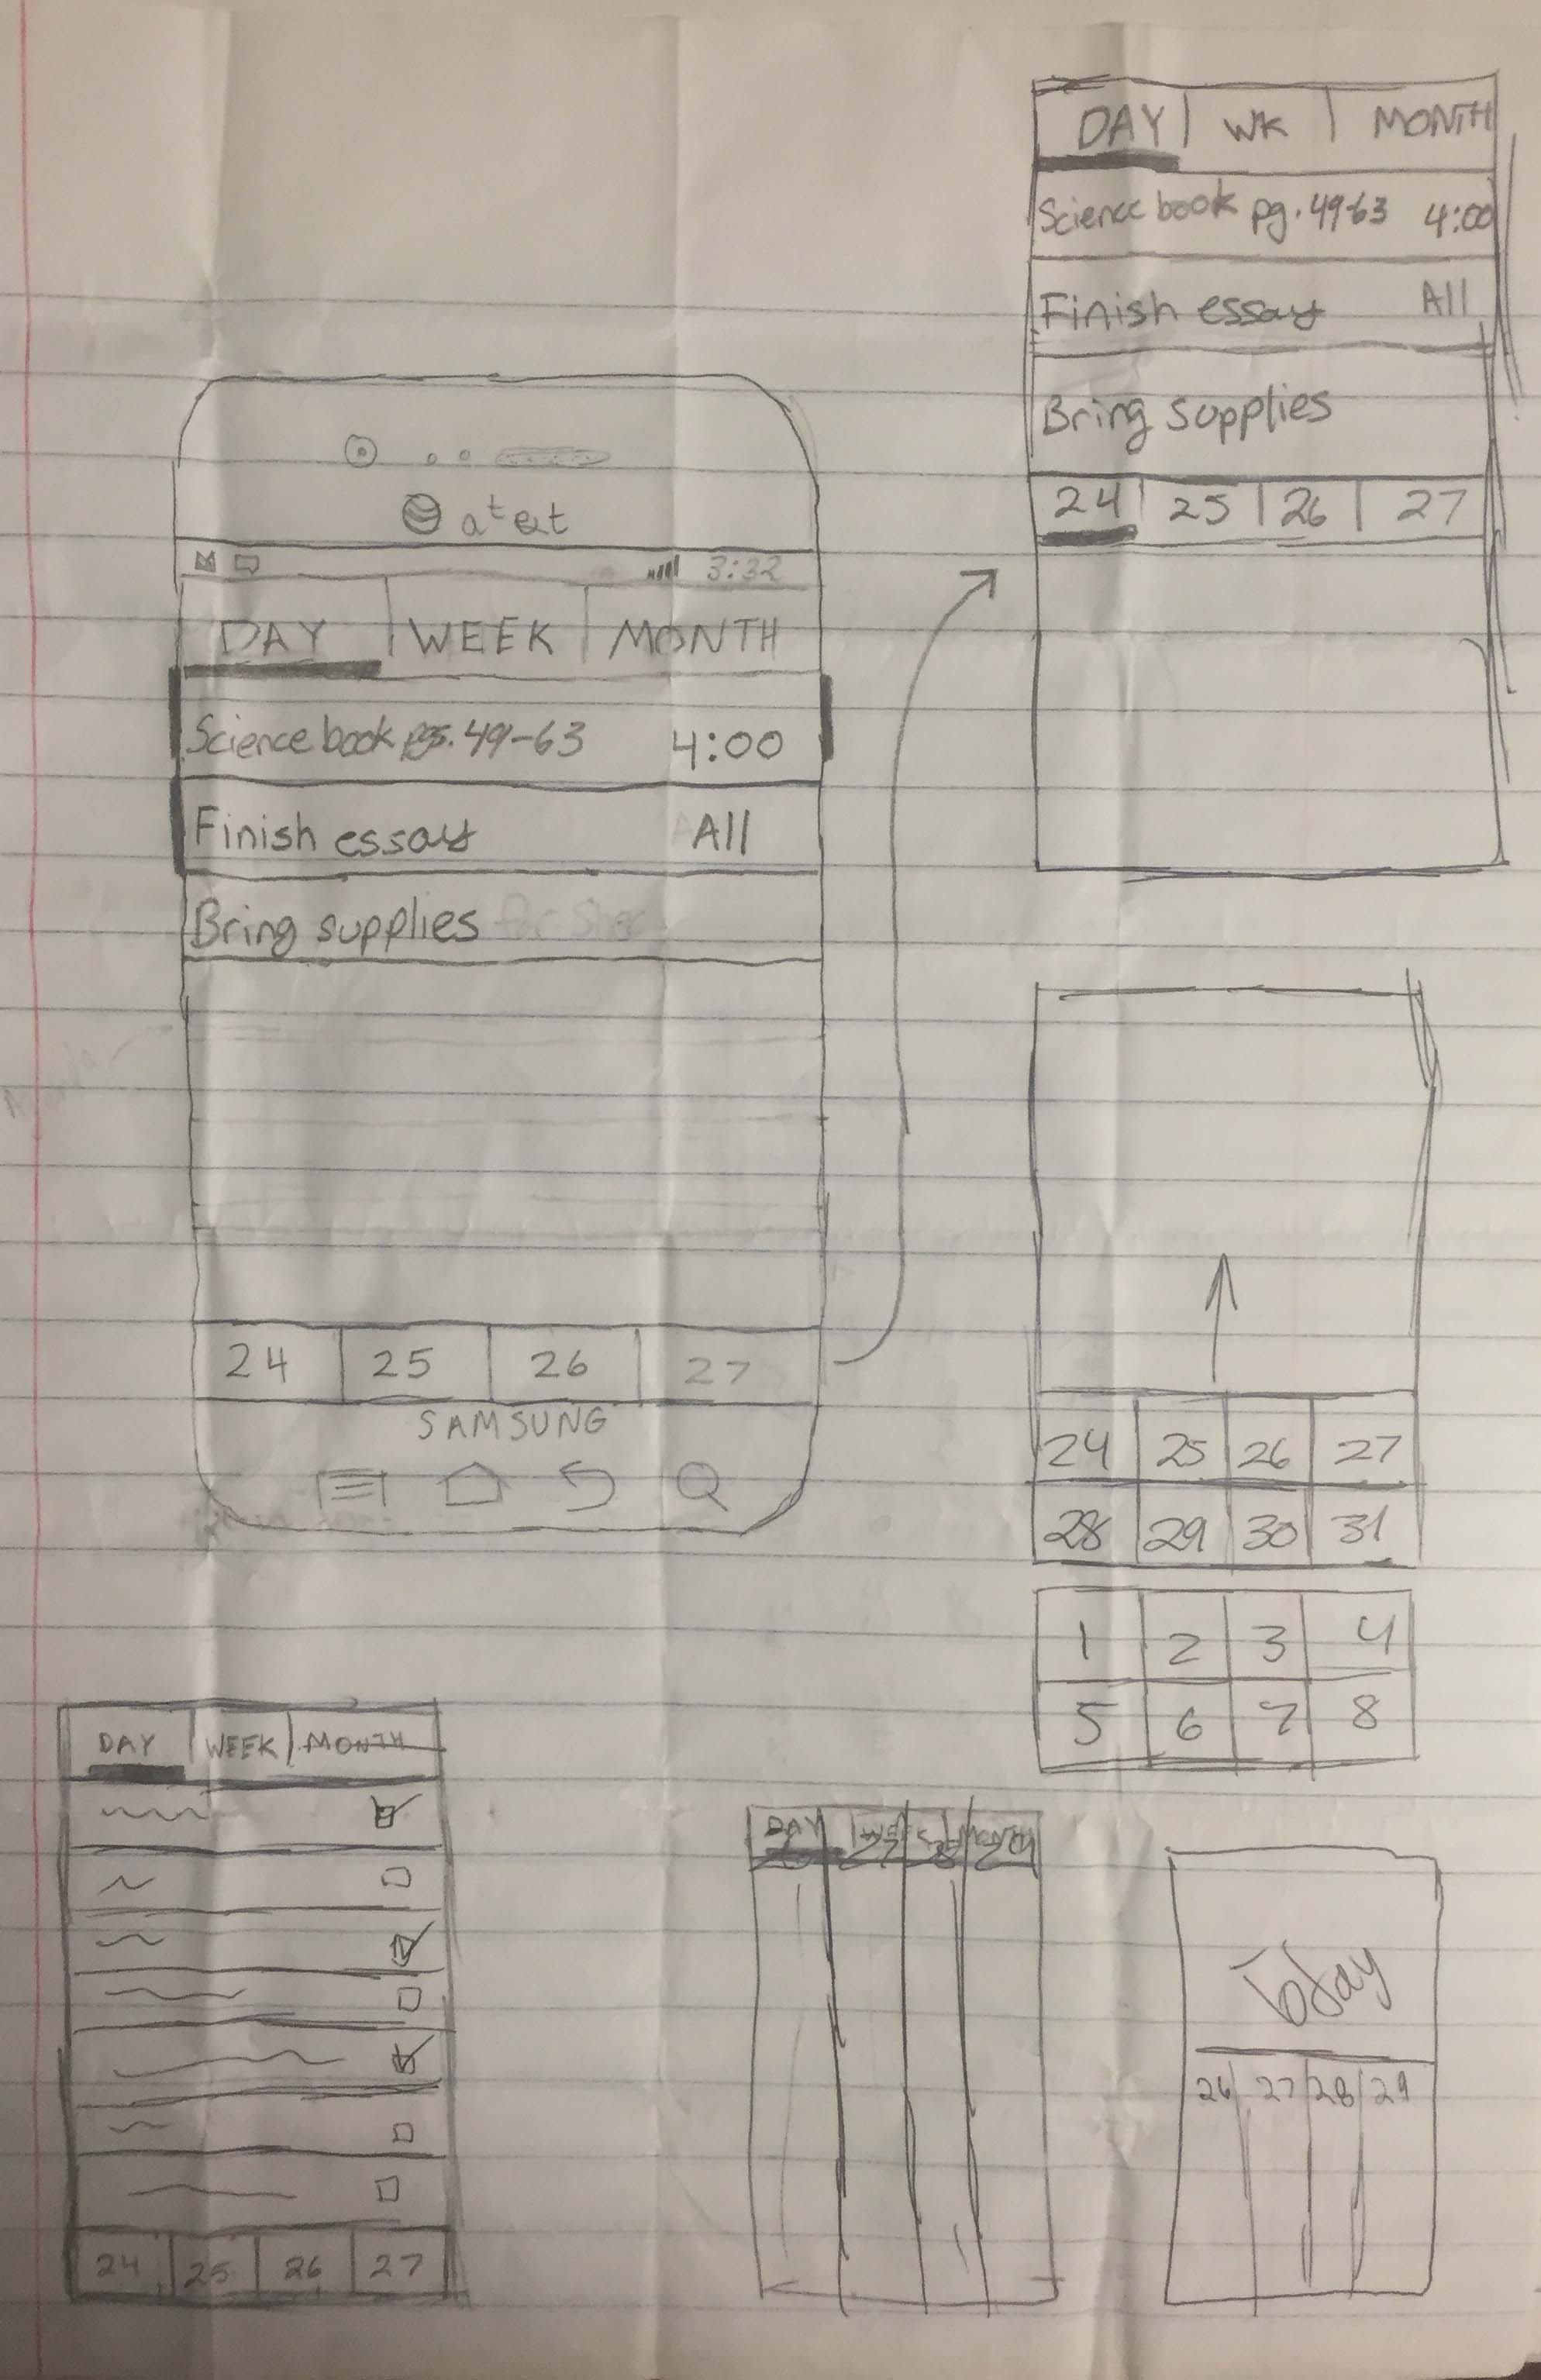 at&t
3:32
DAY WEEK MONTH
Science book pgs. 49-63 4:00
Finish essay All
Bring supplies for
24 25 26 27
SAMSUNG
DAY WK MONTH
Science book pg. 49-63 4:00
Finish essay All
Bring supplies
24 25 26 27
24 25 26 27
28 29 30 31
1 2 3 4
5 6 7 8
DAY WEEK MONTH
24 25 26 27
DAY WEEK MONTH
27 28 29
today
26 27 28 29